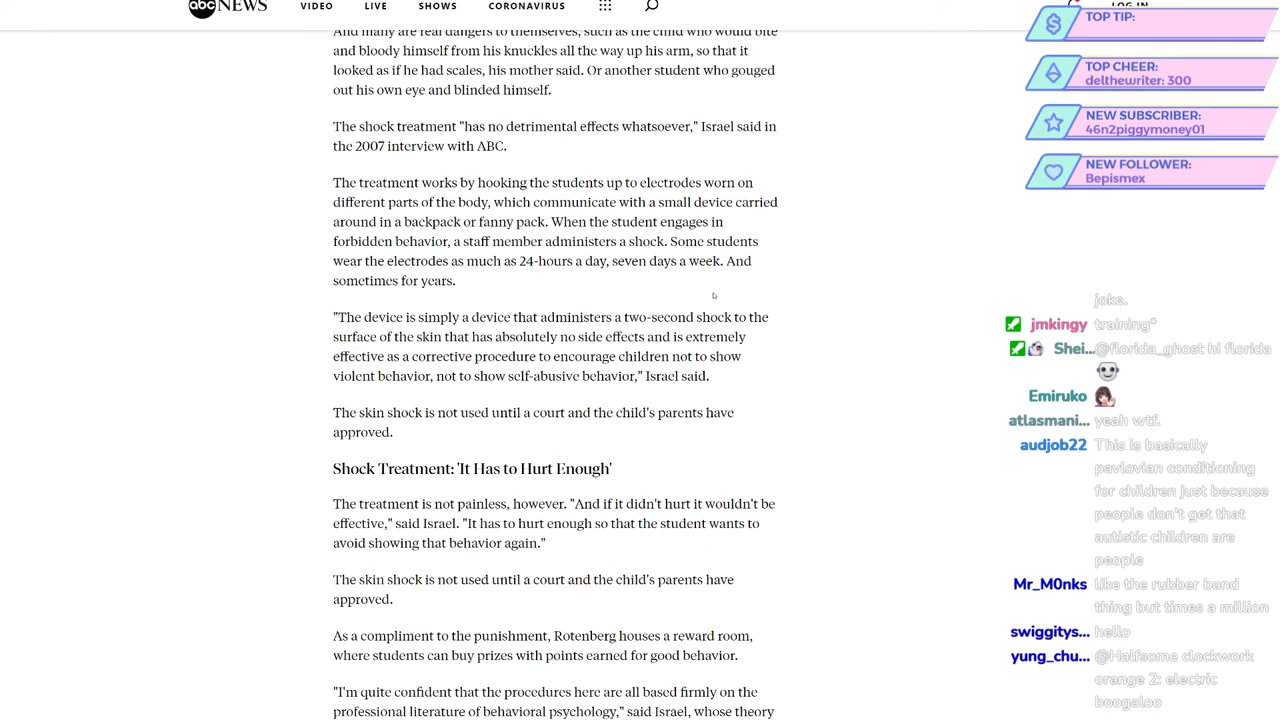 abc NEWS VIDEO LIVE SHOWS CORONAVIRUS LOG IN
And many are real dangers to themselves, such as the child who would bite
and bloody himself from his knuckles all the way up his arm, so that it
looked as if he had scales, his mother said. Or another student who gouged
out his own eye and blinded himself.
The shock treatment "has no detrimental effects whatsoever," Israel said in
the 2007 interview with ABC.
The treatment works by hooking the students up to electrodes worn on
different parts of the body, which communicate with a small device carried
around in a backpack or fanny pack. When the student engages in
forbidden behavior, a staff member administers a shock. Some students
wear the electrodes as much as 24-hours a day, seven days a week. And
sometimes for years.
"The device is simply a device that administers a two-second shock to the
surface of the skin that has absolutely no side effects and is extremely
effective as a corrective procedure to encourage children not to show
violent behavior, not to show self-abusive behavior," Israel said.
The skin shock is not used until a court and the child's parents have
approved.
Shock Treatment: 'It Has to Hurt Enough'
The treatment is not painless, however. "And if it didn't hurt it wouldn't be
effective," said Israel. "It has to hurt enough so that the student wants to
avoid showing that behavior again."
The skin shock is not used until a court and the child's parents have
approved.
As a compliment to the punishment, Rotenberg houses a reward room,
where students can buy prizes with points earned for good behavior.
"I'm quite confident that the procedures here are all based firmly on the
professional literature of behavioral psychology," said Israel, whose theory
TOP TIP:
TOP CHEER:
delthewriter: 300
NEW SUBSCRIBER:
46n2piggymoney01
NEW FOLLOWER:
Bepismex
joke.
jmkingy training*
Shei... @florida_ghost hi florida
Emiruko
atlasmani... yeah wtf.
audjob22 This is basically
pavlovian conditioning
for children just because
people don't get that
autistic children are
people
Mr_M0nks like the rubber band
thing but times a million
swiggitys... hello
yung_chu... @Halfsome clockwork
orange 2: electric
boogaloo